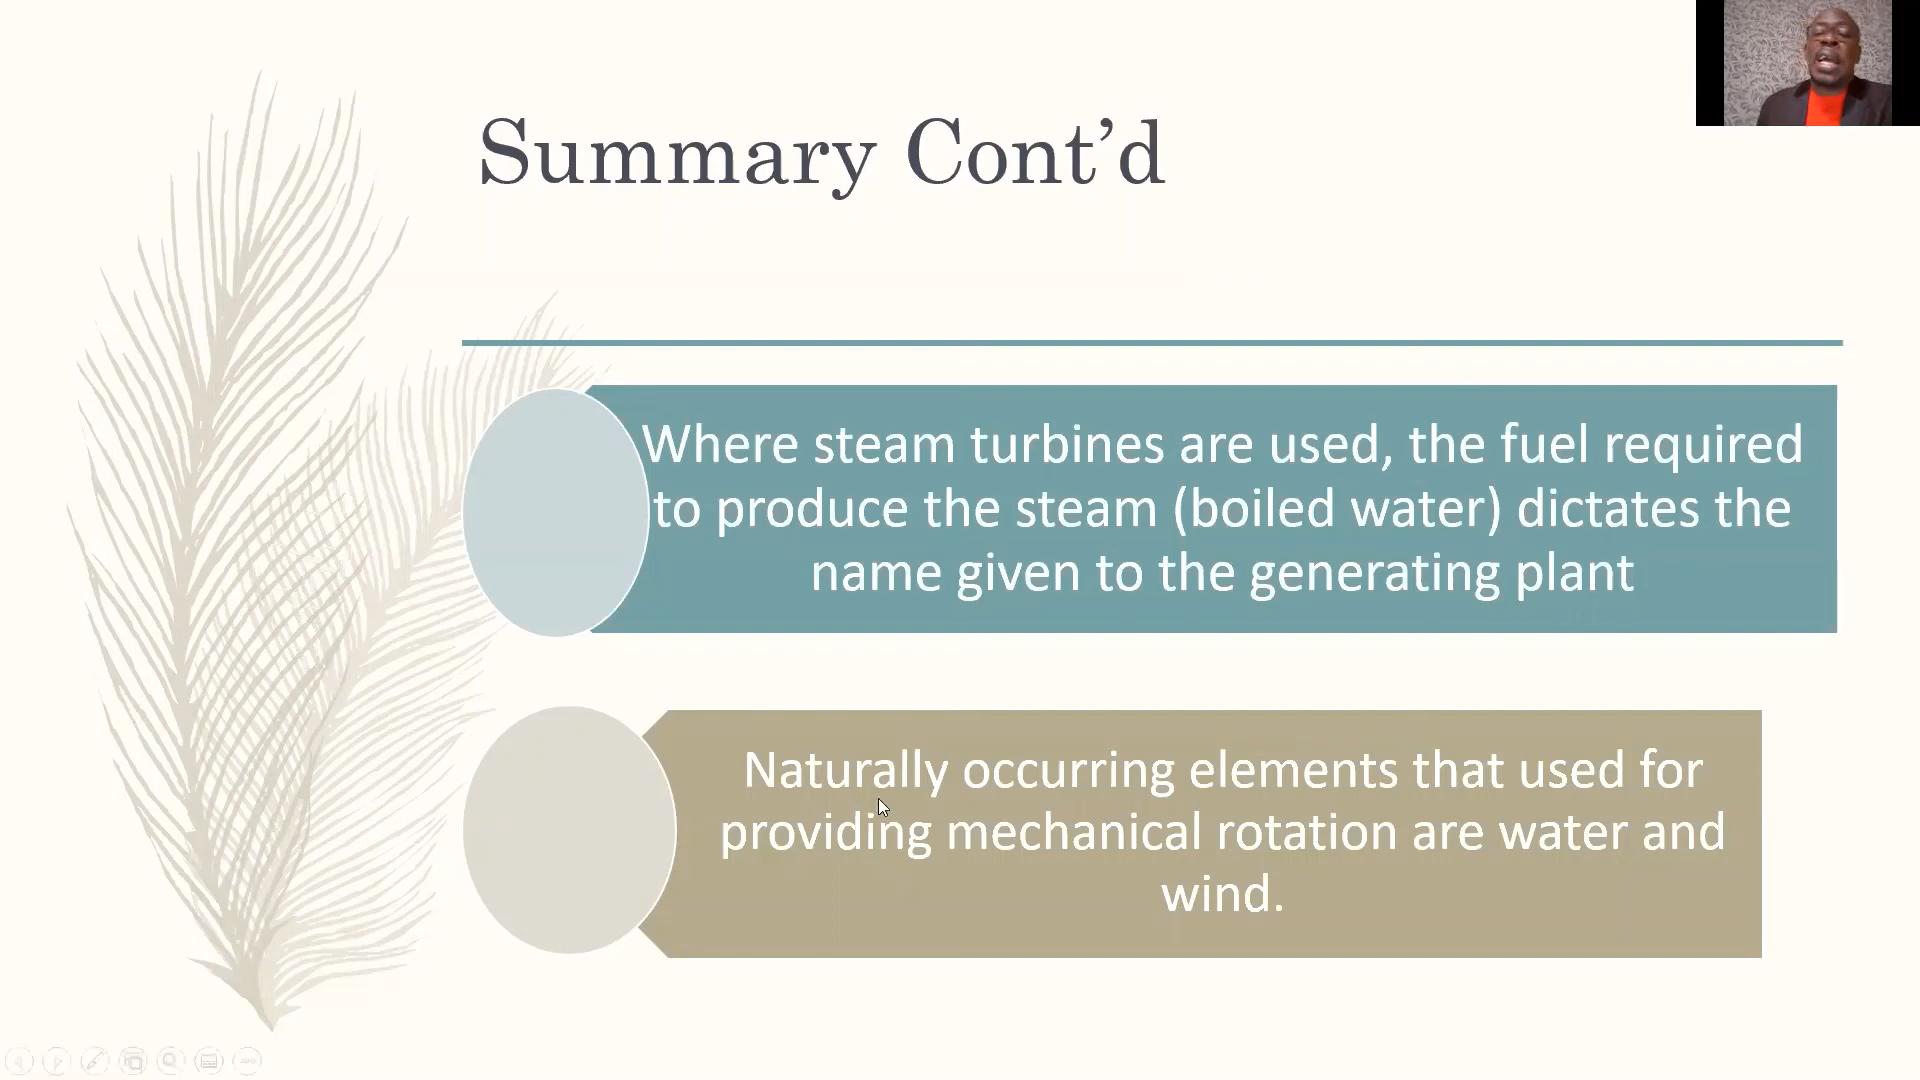 Summary Cont’d
Where steam turbines are used, the fuel required
to produce the steam (boiled water) dictates the
name given to the generating plant
Naturally occurring elements that used for
providing mechanical rotation are water and
wind.